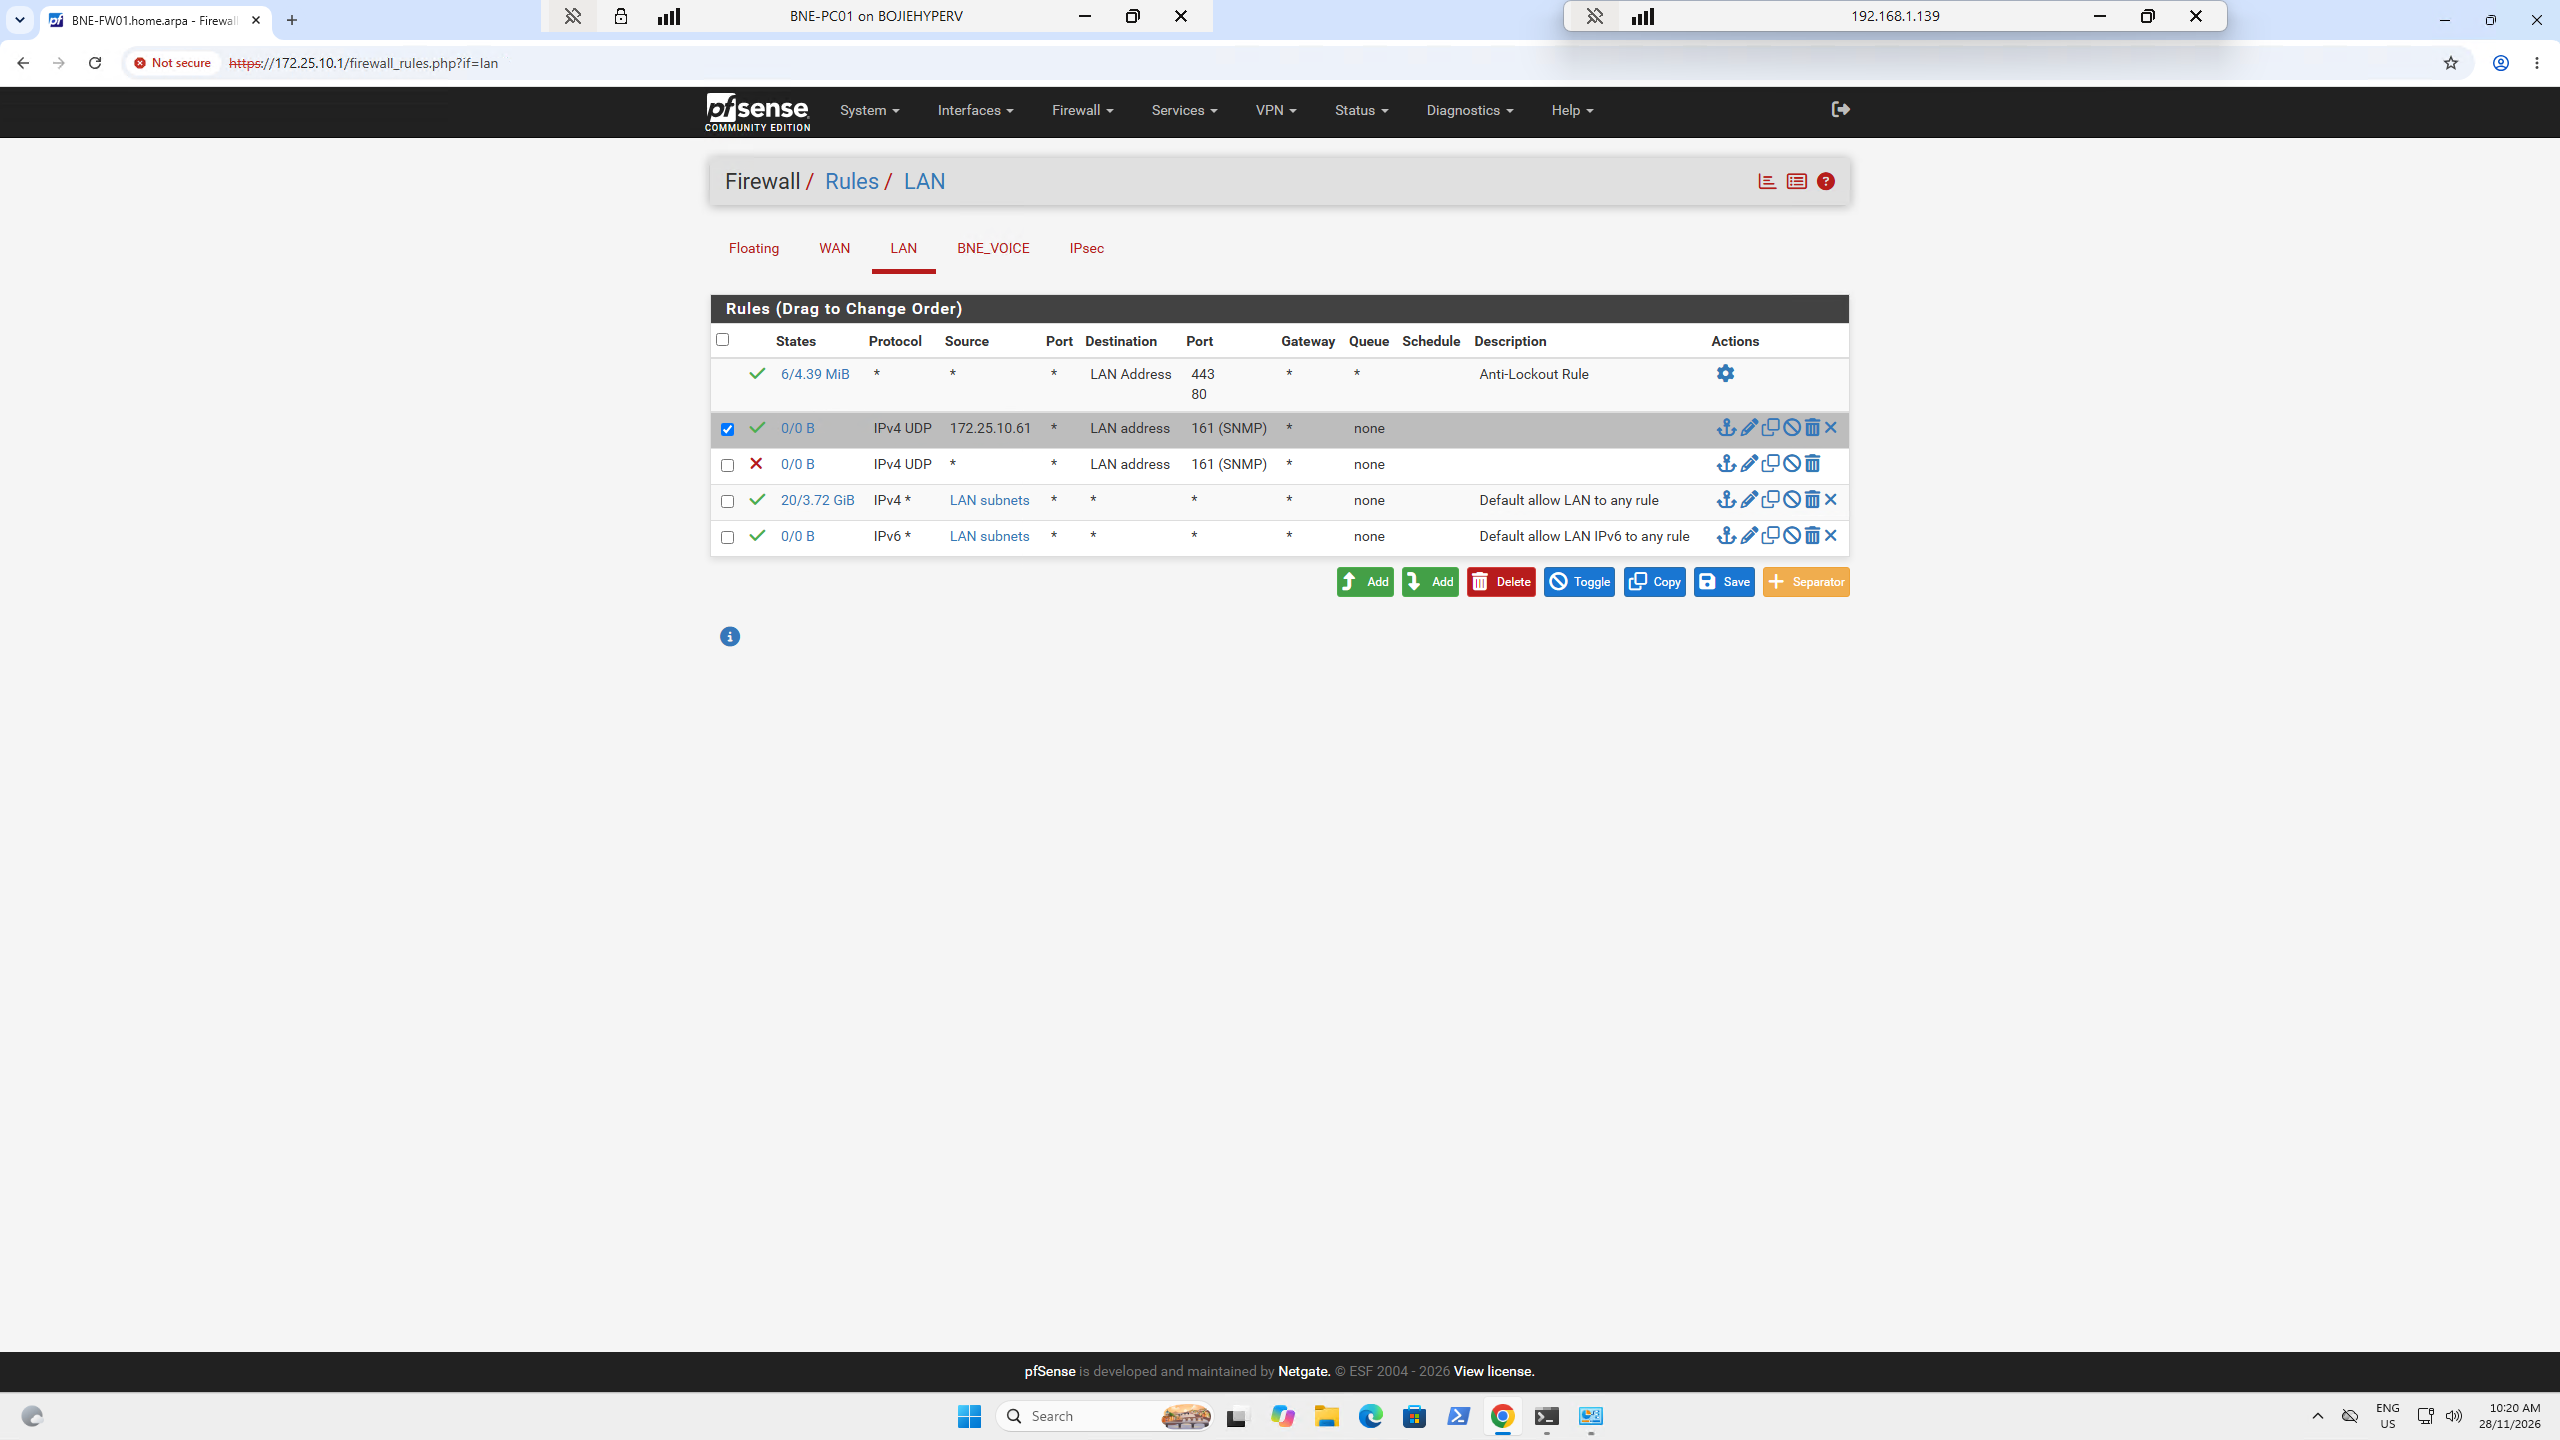 BNE-FW01.home.arpa - Firewall
BNE-PC01 on BOJIEHYPERV
192.168.1.139
Not secure
https://172.25.10.1/firewall_rules.php?if=lan
pfsense
COMMUNITY EDITION
System
Interfaces
Firewall
Services
VPN
Status
Diagnostics
Help
Firewall / Rules / LAN
Floating WAN LAN BNE_VOICE IPsec
Rules (Drag to Change Order)
States Protocol Source Port Destination Port Gateway Queue Schedule Description Actions
6/4.39 MiB * * * LAN Address 443 * * Anti-Lockout Rule
80
0/0 B IPv4 UDP 172.25.10.61 * LAN address 161 (SNMP) * none
0/0 B IPv4 UDP * * LAN address 161 (SNMP) * none
20/3.72 GiB IPv4 * LAN subnets * * * * none Default allow LAN to any rule
0/0 B IPv6 * LAN subnets * * * * none Default allow LAN IPv6 to any rule
Add Add Delete Toggle Copy Save Separator
pfSense is developed and maintained by Netgate. © ESF 2004 - 2026 View license.
Search
ENG
US
10:20 AM
28/11/2026